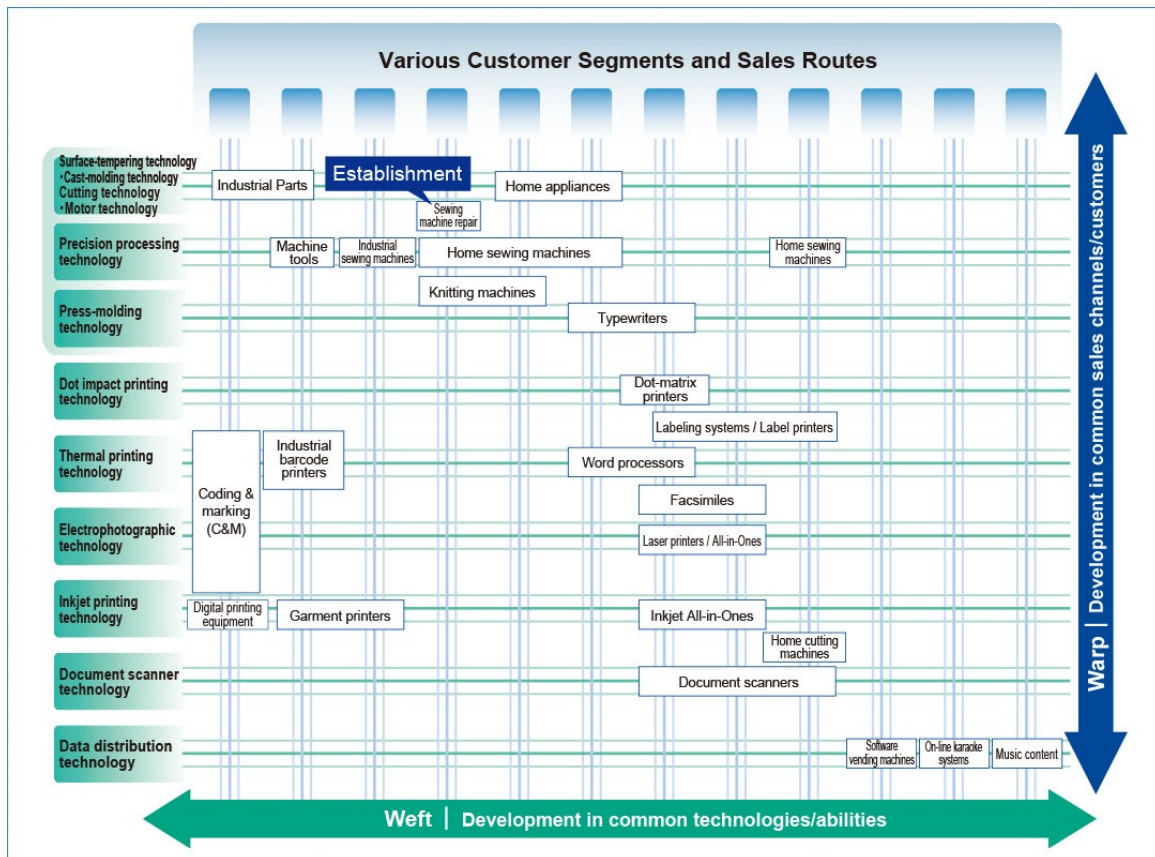 Various Customer Segments and Sales Routes
Surface-tempering technology
・Cast-molding technology
Cutting technology
・Motor technology
Industrial Parts
Establishment
Sewing
machine repair
Home appliances
Precision processing
technology
Machine
tools
Industrial
sewing machines
Home sewing machines
Home sewing
machines
Knitting machines
Press-molding
technology
Typewriters
Dot impact printing
technology
Dot-matrix
printers
Labeling systems / Label printers
Thermal printing
technology
Coding &
marking
(C&M)
Industrial
barcode
printers
Word processors
Facsimiles
Electrophotographic
technology
Laser printers / All-in-Ones
Inkjet printing
technology
Digital printing
equipment
Garment printers
Inkjet All-in-Ones
Home cutting
machines
Document scanner
technology
Document scanners
Data distribution
technology
Software
vending machines
On-line karaoke
systems
Music content
Warp | Development in common sales channels/customers
Weft | Development in common technologies/abilities